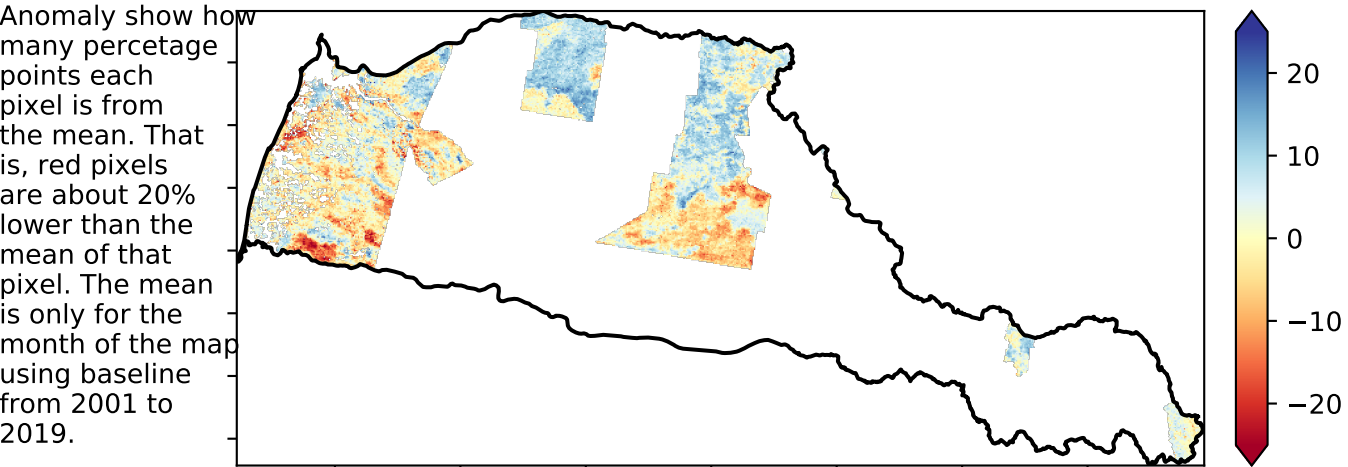 Anomaly show how
many percetage
points each
pixel is from
the mean. That
is, red pixels
are about 20%
lower than the
mean of that
pixel. The mean
is only for the
month of the map
using baseline
from 2001 to
2019.
20
10
0
−10
−20